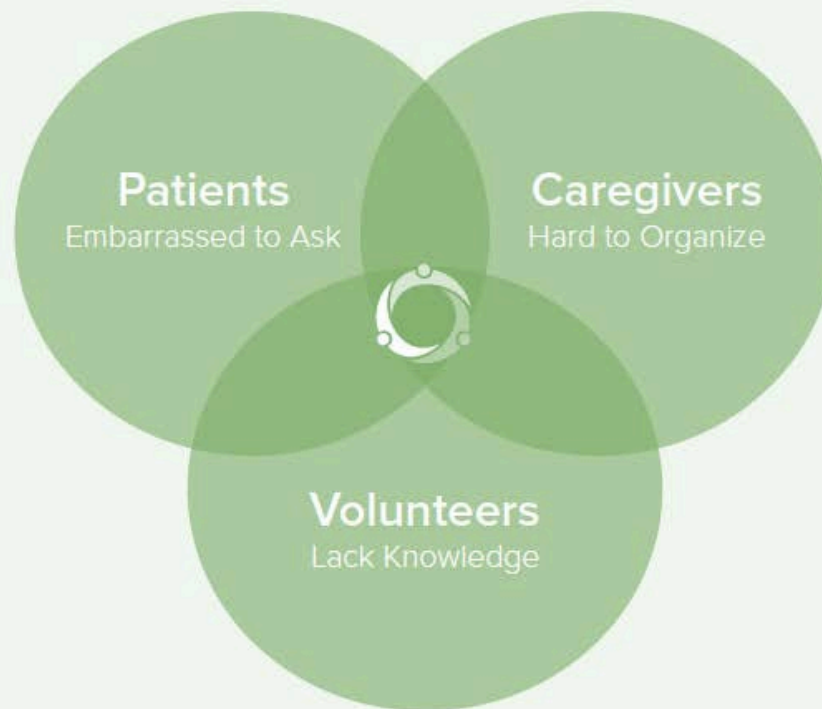 Patients
Embarrassed to Ask
Caregivers
Hard to Organize
Volunteers
Lack Knowledge